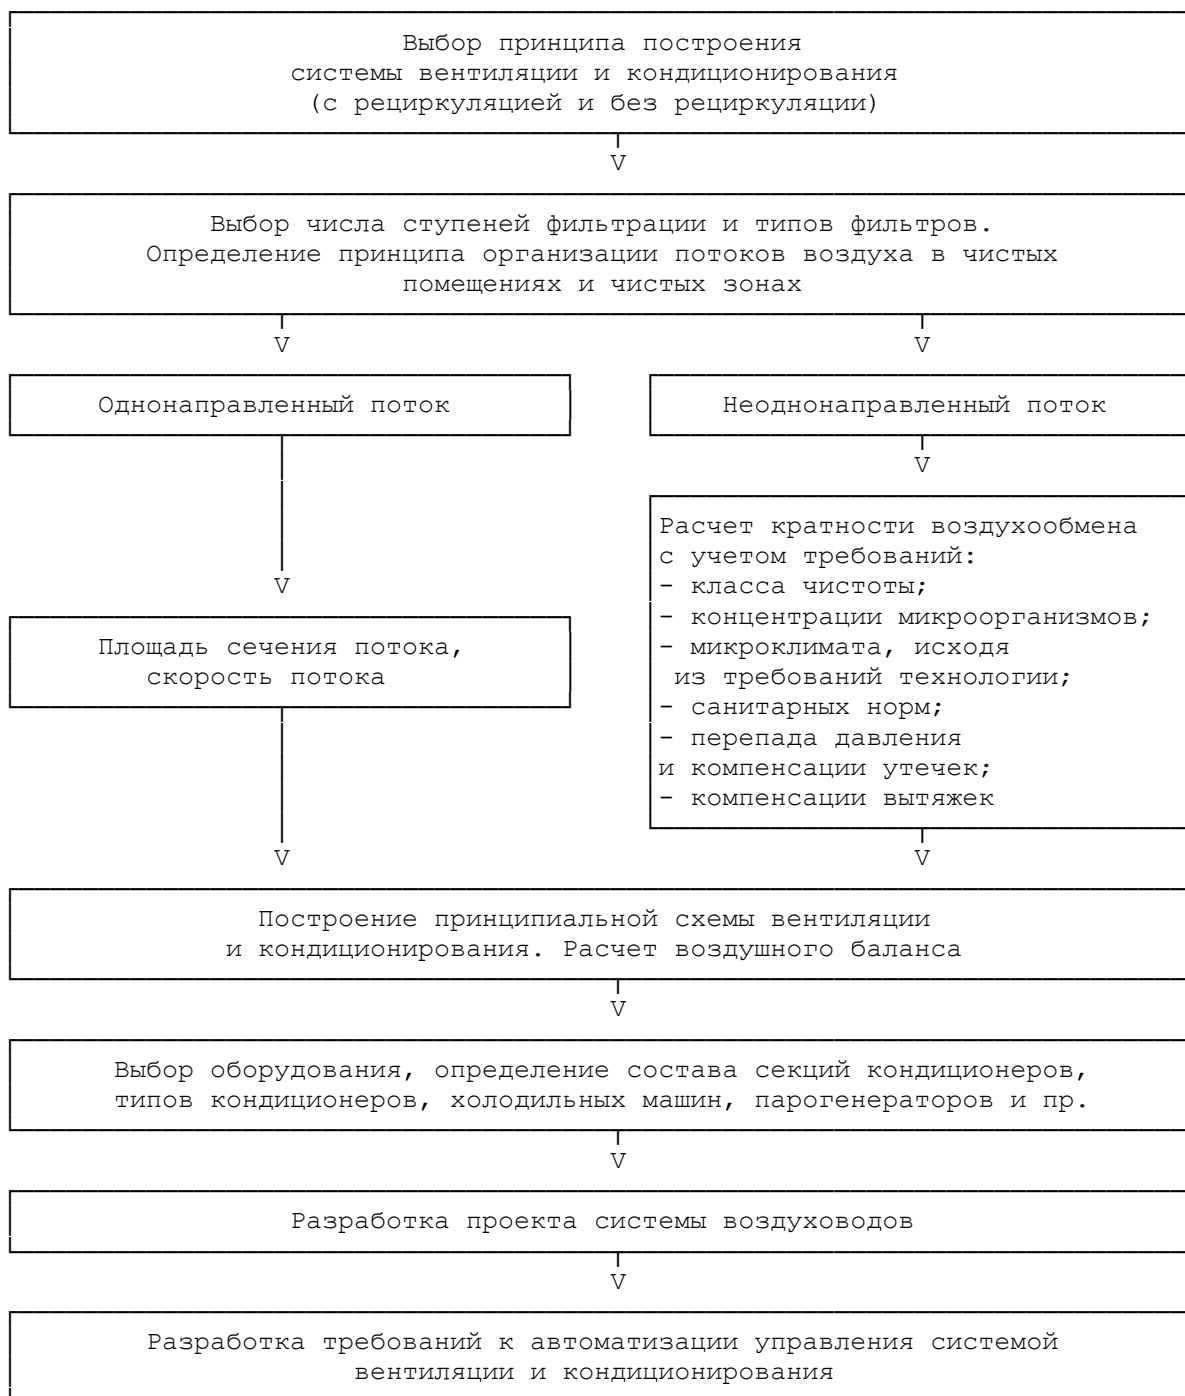 Выбор принципа построения
системы вентиляции и кондиционирования
(с рециркуляцией и без рециркуляции)
V
Выбор числа ступеней фильтрации и типов фильтров.
Определение принципа организации потоков воздуха в чистых
помещениях и чистых зонах
V V
Однонаправленный поток Неоднонаправленный поток
V
Расчет кратности воздухообмена
с учетом требований:
V
- класса чистоты;
- концентрации микроорганизмов;
Площадь сечения потока,
скорость потока
- микроклимата, исходя
из требований технологии;
- санитарных норм;
- перепада давления
и компенсации утечек;
- компенсации вытяжек
V V
Построение принципиальной схемы вентиляции
и кондиционирования. Расчет воздушного баланса
V
Выбор оборудования, определение состава секций кондиционеров,
типов кондиционеров, холодильных машин, парогенераторов и пр.
V
Разработка проекта системы воздуховодов
V
Разработка требований к автоматизации управления системой
вентиляции и кондиционирования